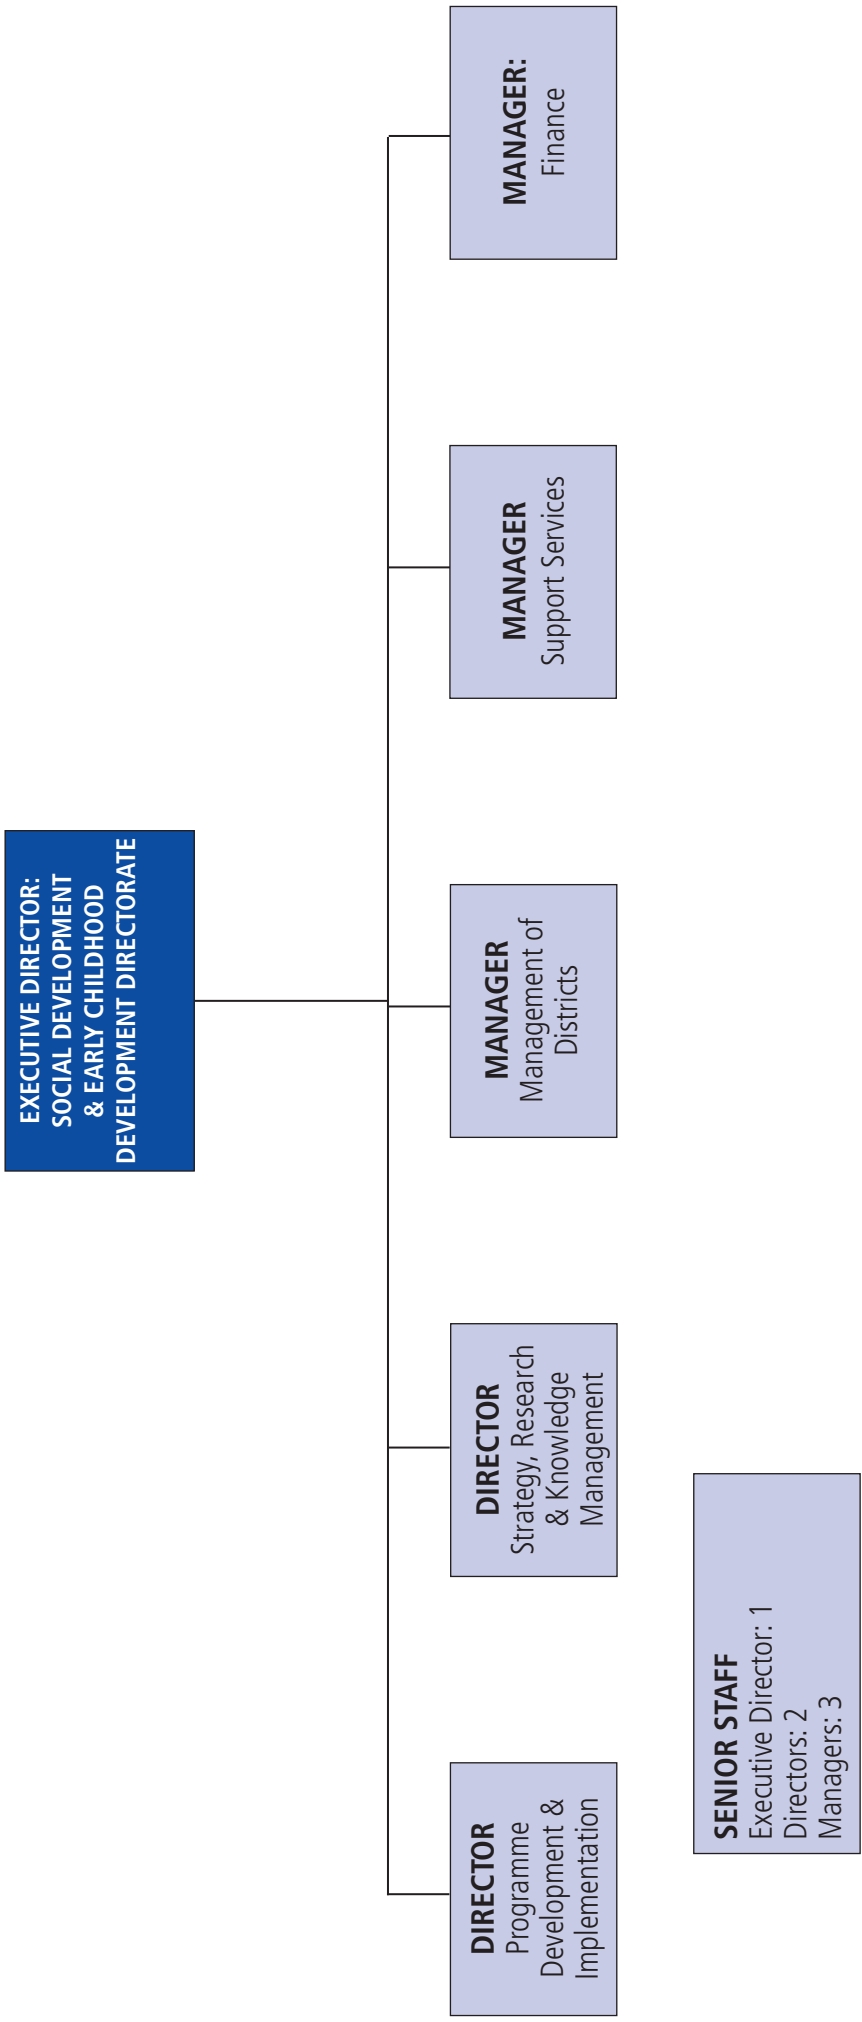 EXECUTIVE DIRECTOR:
SOCIAL DEVELOPMENT
& EARLY CHILDHOOD
DEVELOPMENT DIRECTORATE
DIRECTOR
Programme
Development &
Implementation
DIRECTOR
Strategy, Research
& Knowledge
Management
MANAGER
Management of
Districts
MANAGER
Support Services
MANAGER:
Finance
SENIOR STAFF
Executive Director: 1
Directors: 2
Managers: 3